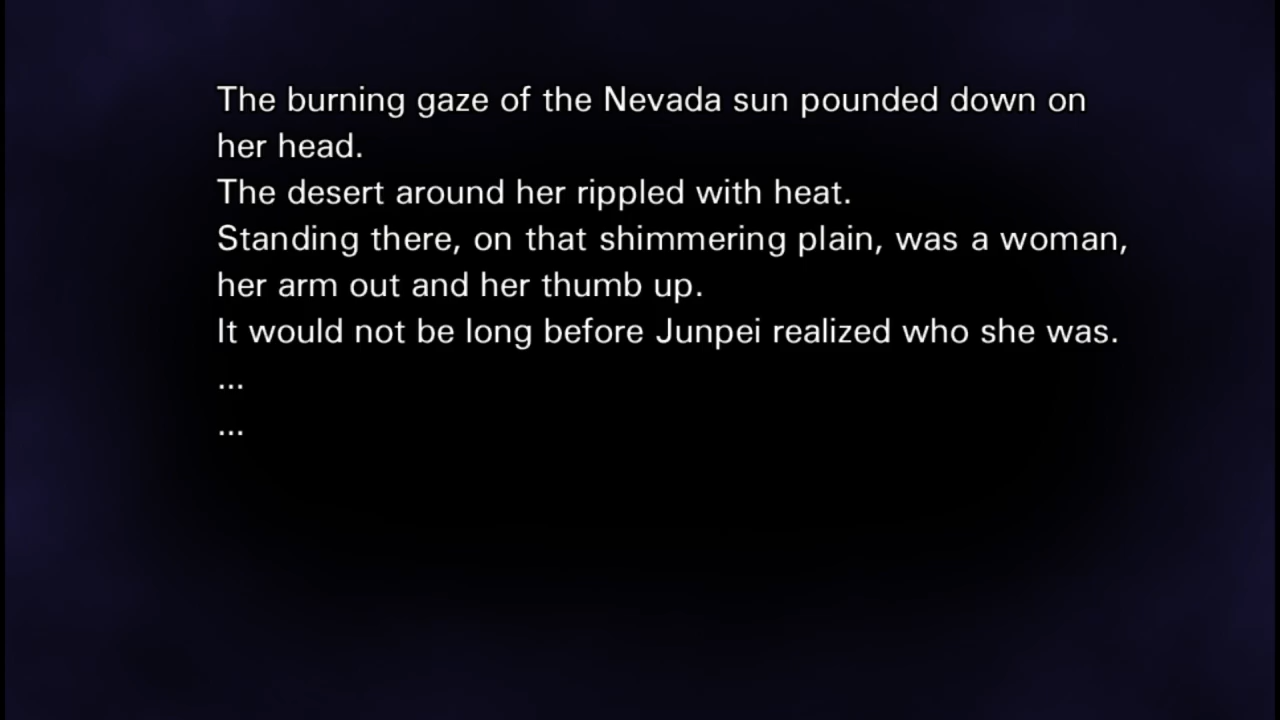 The burning gaze of the Nevada sun pounded down on
her head.
The desert around her rippled with heat.
Standing there, on that shimmering plain, was a woman,
her arm out and her thumb up.
It would not be long before Junpei realized who she was.
...
...